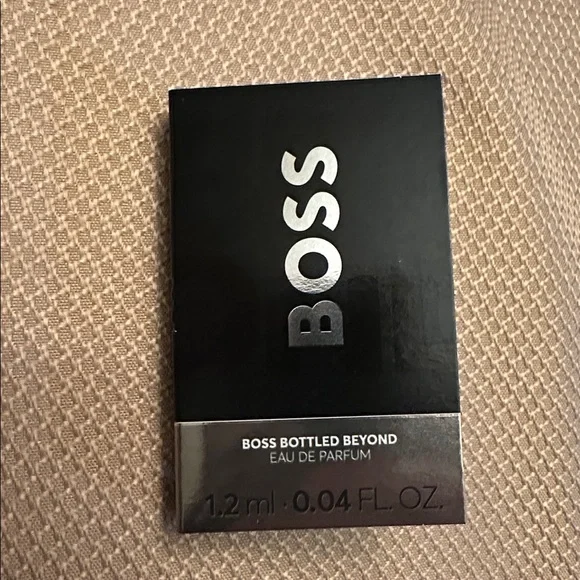 BOSS
BOSS BOTTLED BEYOND
EAU DE PARFUM
1.2 ml · 0.04 FL. OZ.